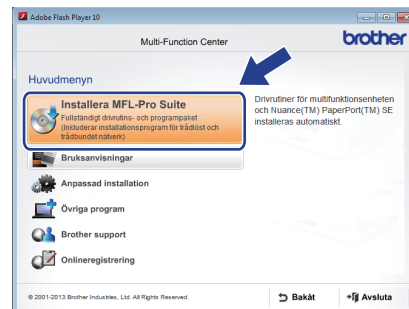 Adobe Flash Player 10
Multi-Function Center
brother
Huvudmenyn
Installera MFL-Pro Suite
Fullständigt drivrutins- och programpaket
(Inkluderar installationsprogram för trådlöst och
trådbundet nätverk)
Drivrutiner för multifunktionsenheten
och Nuance(TM) PaperPort(TM) SE
installeras automatiskt.
Bruksanvisningar
Anpassad installation
Övriga program
Brother support
Onlineregistrering
© 2001-2013 Brother Industries, Ltd. All Rights Reserved.
Bakåt
Avsluta